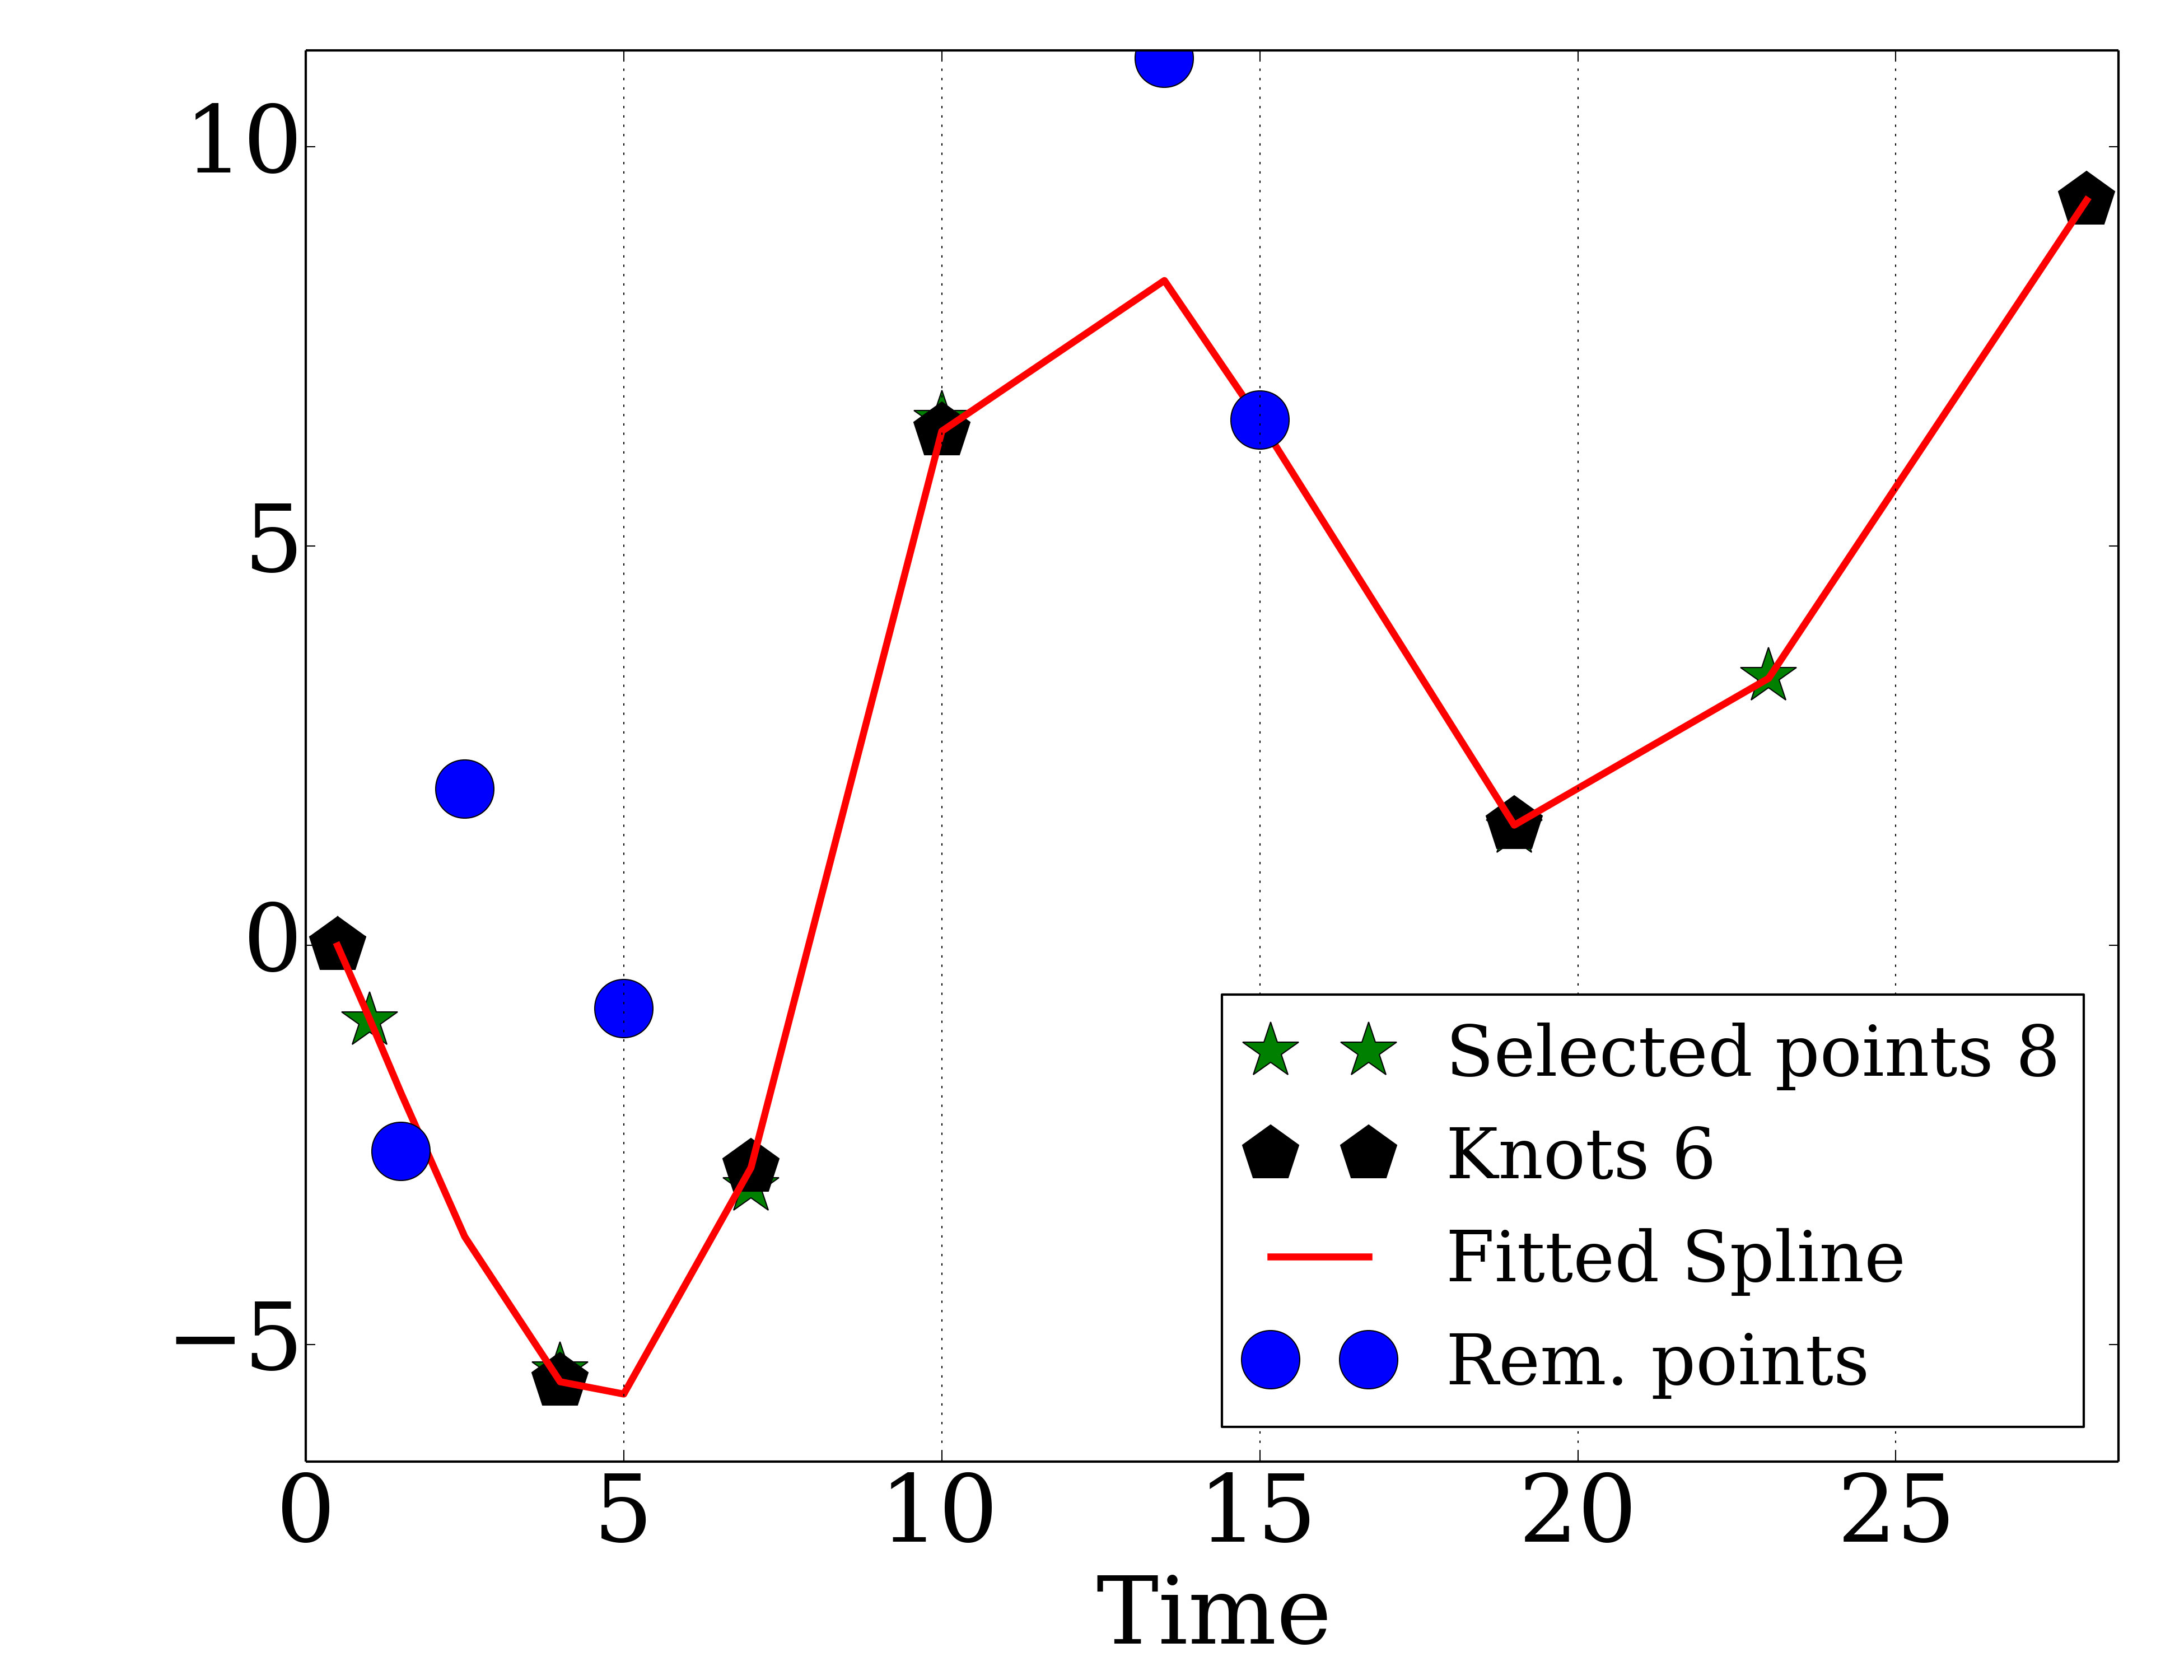 10
5
0
−5
0 5 10 15 20 25
Time
Selected points 8
Knots 6
Fitted Spline
Rem. points